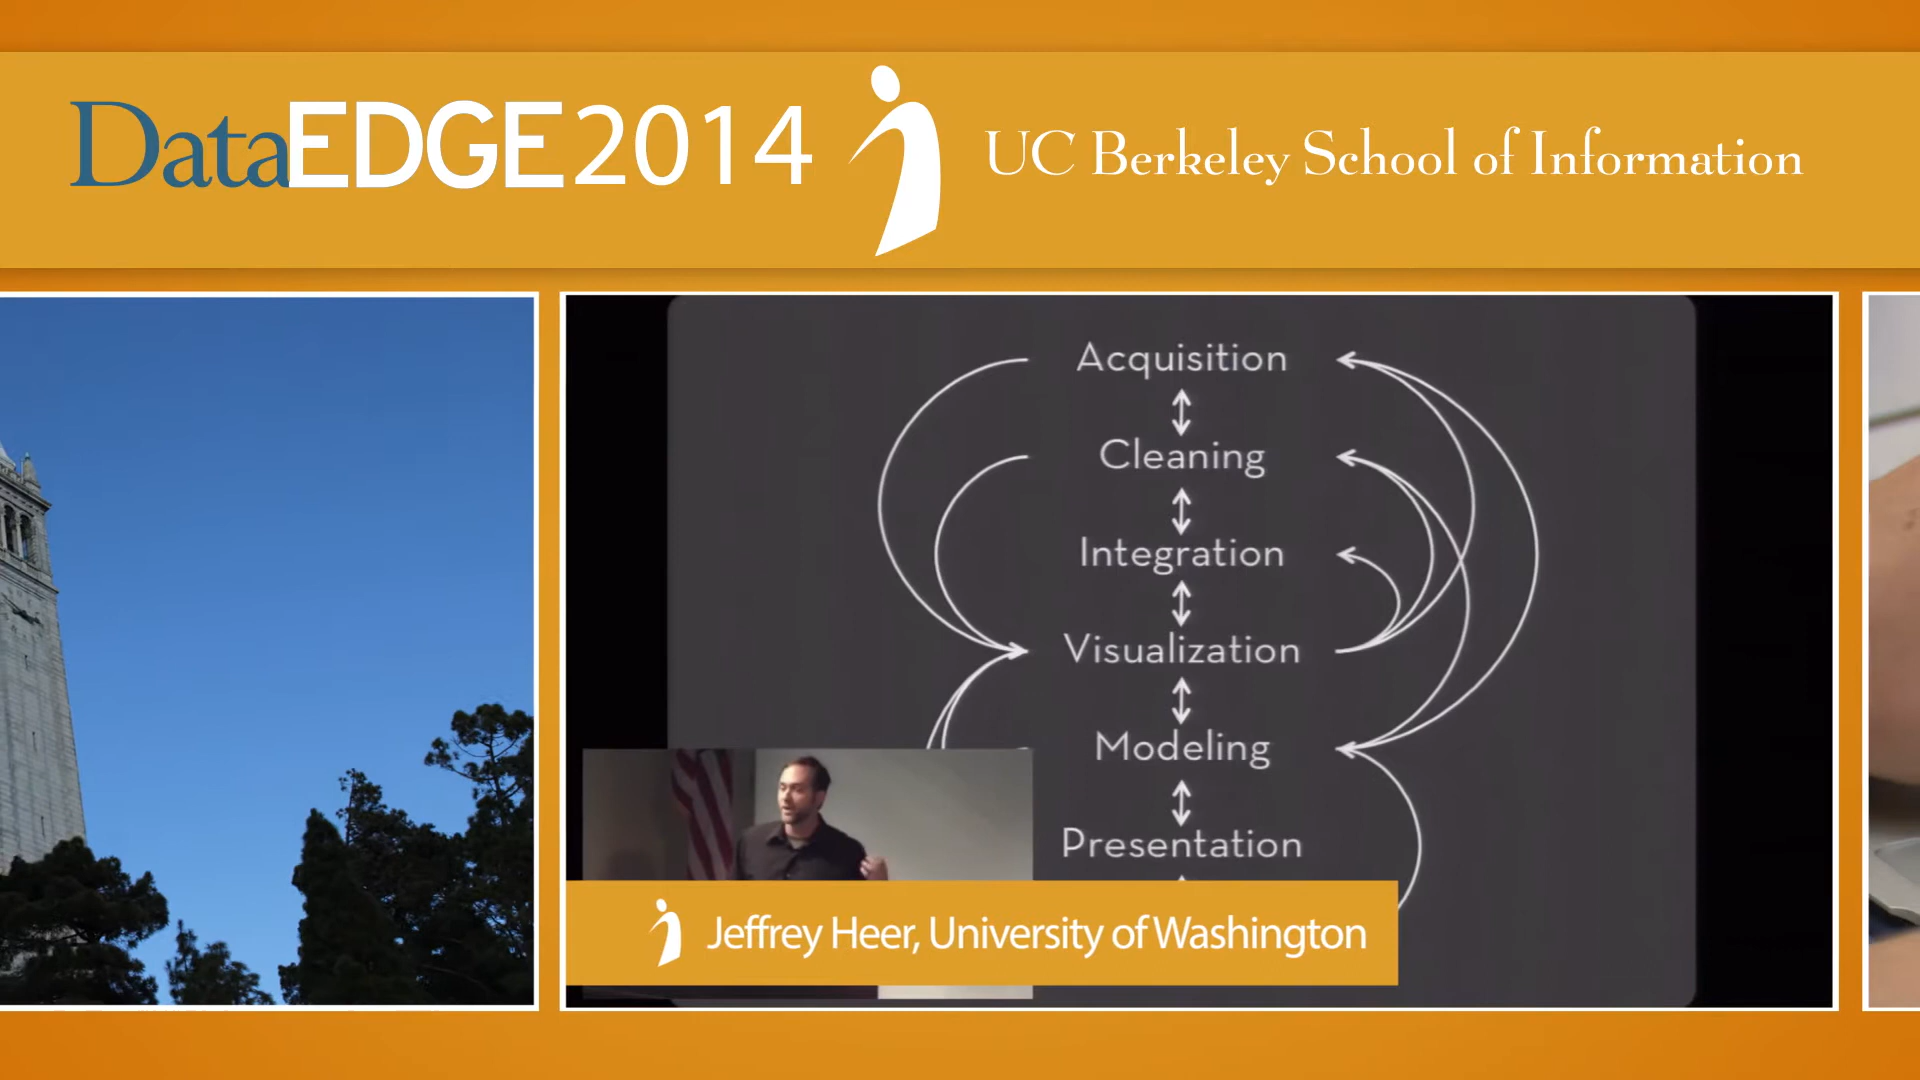 DataEDGE2014
UC Berkeley School of Information
Acquisition
Cleaning
Integration
Visualization
Modeling
Presentation
Jeffrey Heer, University of Washington